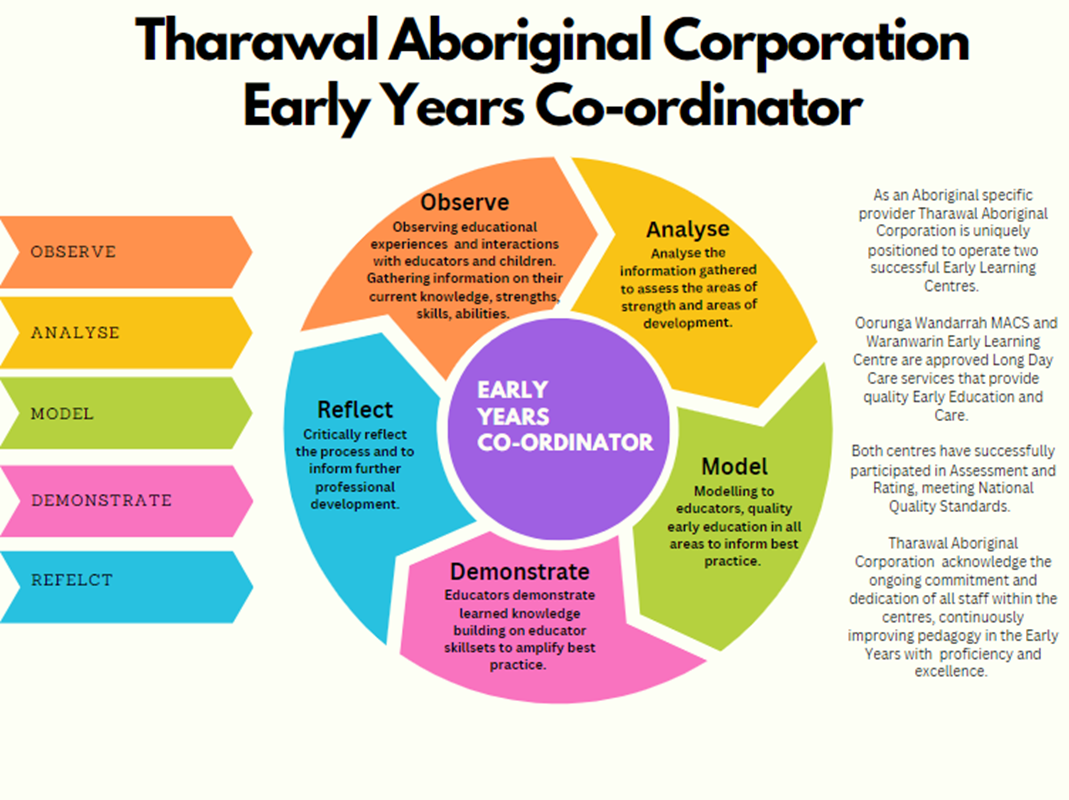 Tharawal Aboriginal Corporation
Early Years Co-ordinator
OBSERVE
ANALYSE
MODEL
DEMONSTRATE
REFELCT
Observe
Observing educational
experiences and interactions
with educators and children.
Gathering information on their
current knowledge, strengths,
skills, abilities.
Analyse
Analyse the
information gathered
to assess the areas of
strength and areas of
development.
Model
Modelling to
educators, quality
early education in all
areas to inform best
practice.
Demonstrate
Educators demonstrate
learned knowledge
building on educator
skillsets to amplify best
practice.
Reflect
Critically reflect
the process and to
inform further
professional
development.
EARLY
YEARS
CO-ORDINATOR
As an Aboriginal specific
provider Tharawal Aboriginal
Corporation is uniquely
positioned to operate two
successful Early Learning
Centres.
Oorunga Wandarrah MACS and
Waranwarin Early Learning
Centre are approved Long Day
Care services that provide
quality Early Education and
Care.
Both centres have successfully
participated in Assessment and
Rating, meeting National
Quality Standards.
Tharawal Aboriginal
Corporation acknowledge the
ongoing commitment and
dedication of all staff within the
centres, continuously
improving pedagogy in the Early
Years with proficiency and
excellence.